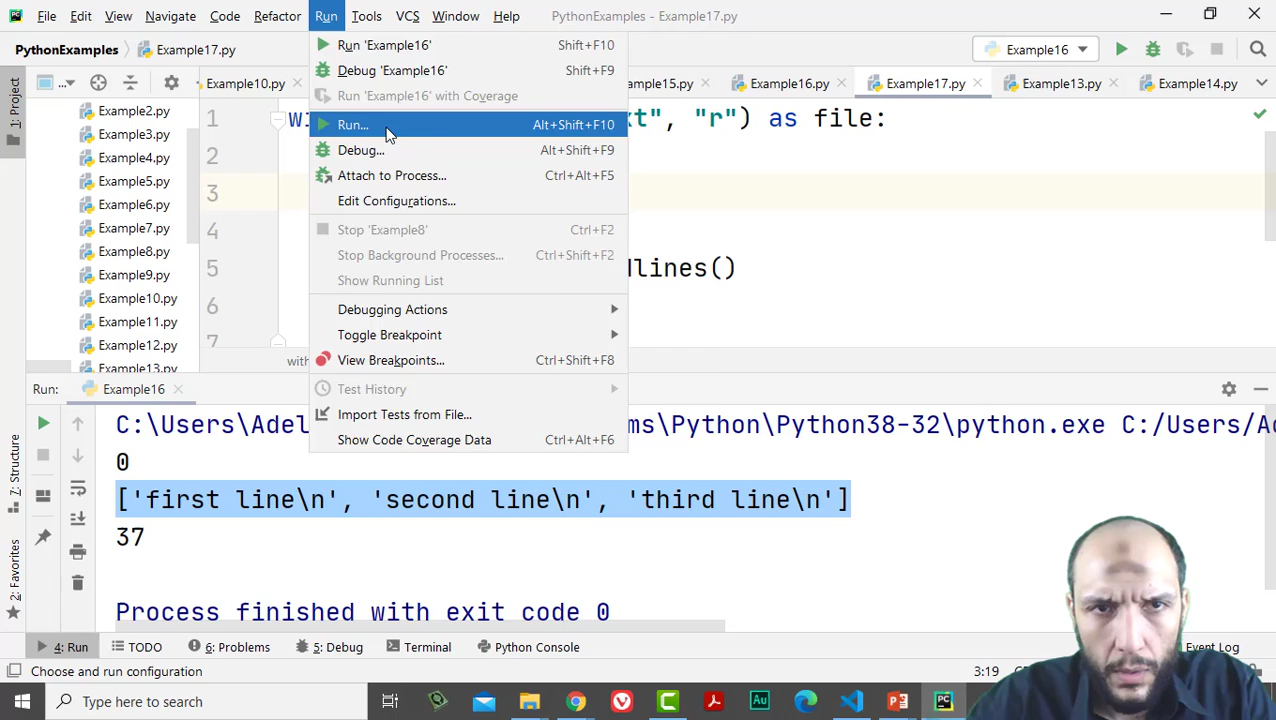 File Edit View Navigate Code Refactor Run Tools VCS Window Help PythonExamples - Example17.py
PythonExamples Example17.py Example16
1: Project ... Example10.py Example16.py Example17.py Example13.py Example14.py
Run 'Example16' Shift+F10
Debug 'Example16' Shift+F9
Run 'Example16' with Coverage
Run... Alt+Shift+F10
Debug... Alt+Shift+F9
Attach to Process... Ctrl+Alt+F5
Edit Configurations...
Stop 'Example8' Ctrl+F2
Stop Background Processes... Ctrl+Shift+F2
Show Running List
Debugging Actions
Toggle Breakpoint
View Breakpoints... Ctrl+Shift+F8
Test History
Import Tests from File...
Show Code Coverage Data Ctrl+Alt+F6
Example2.py
Example3.py
Example4.py
Example5.py
Example6.py
Example7.py
Example8.py
Example9.py
Example10.py
Example11.py
Example12.py
Example13.py
1 "r") as file:
2
3
4
5 lines()
6
7
Run: Example16
C:\Users\Adel ms\Python\Python38-32\python.exe C:/Users/A
0
['first line\n', 'second line\n', 'third line\n']
37
Process finished with exit code 0
7: Structure
2: Favorites
4: Run TODO 6: Problems 5: Debug Terminal Python Console Event Log
Choose and run configuration 3:19
Type here to search